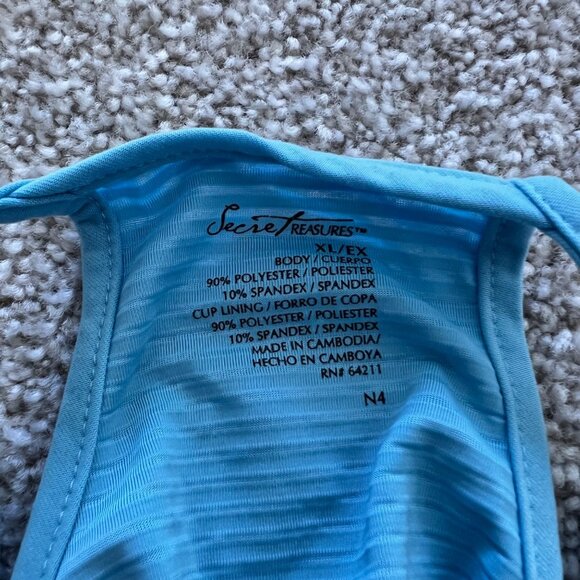 Secret TREASURES™
XL/EX
BODY / CUERPO
90% POLYESTER / POLIESTER
10% SPANDEX / SPANDEX
CUP LINING / FORRO DE COPA
90% POLYESTER / POLIESTER
10% SPANDEX / SPANDEX
MADE IN CAMBODIA/
HECHO EN CAMBOYA
RN# 64211
N4